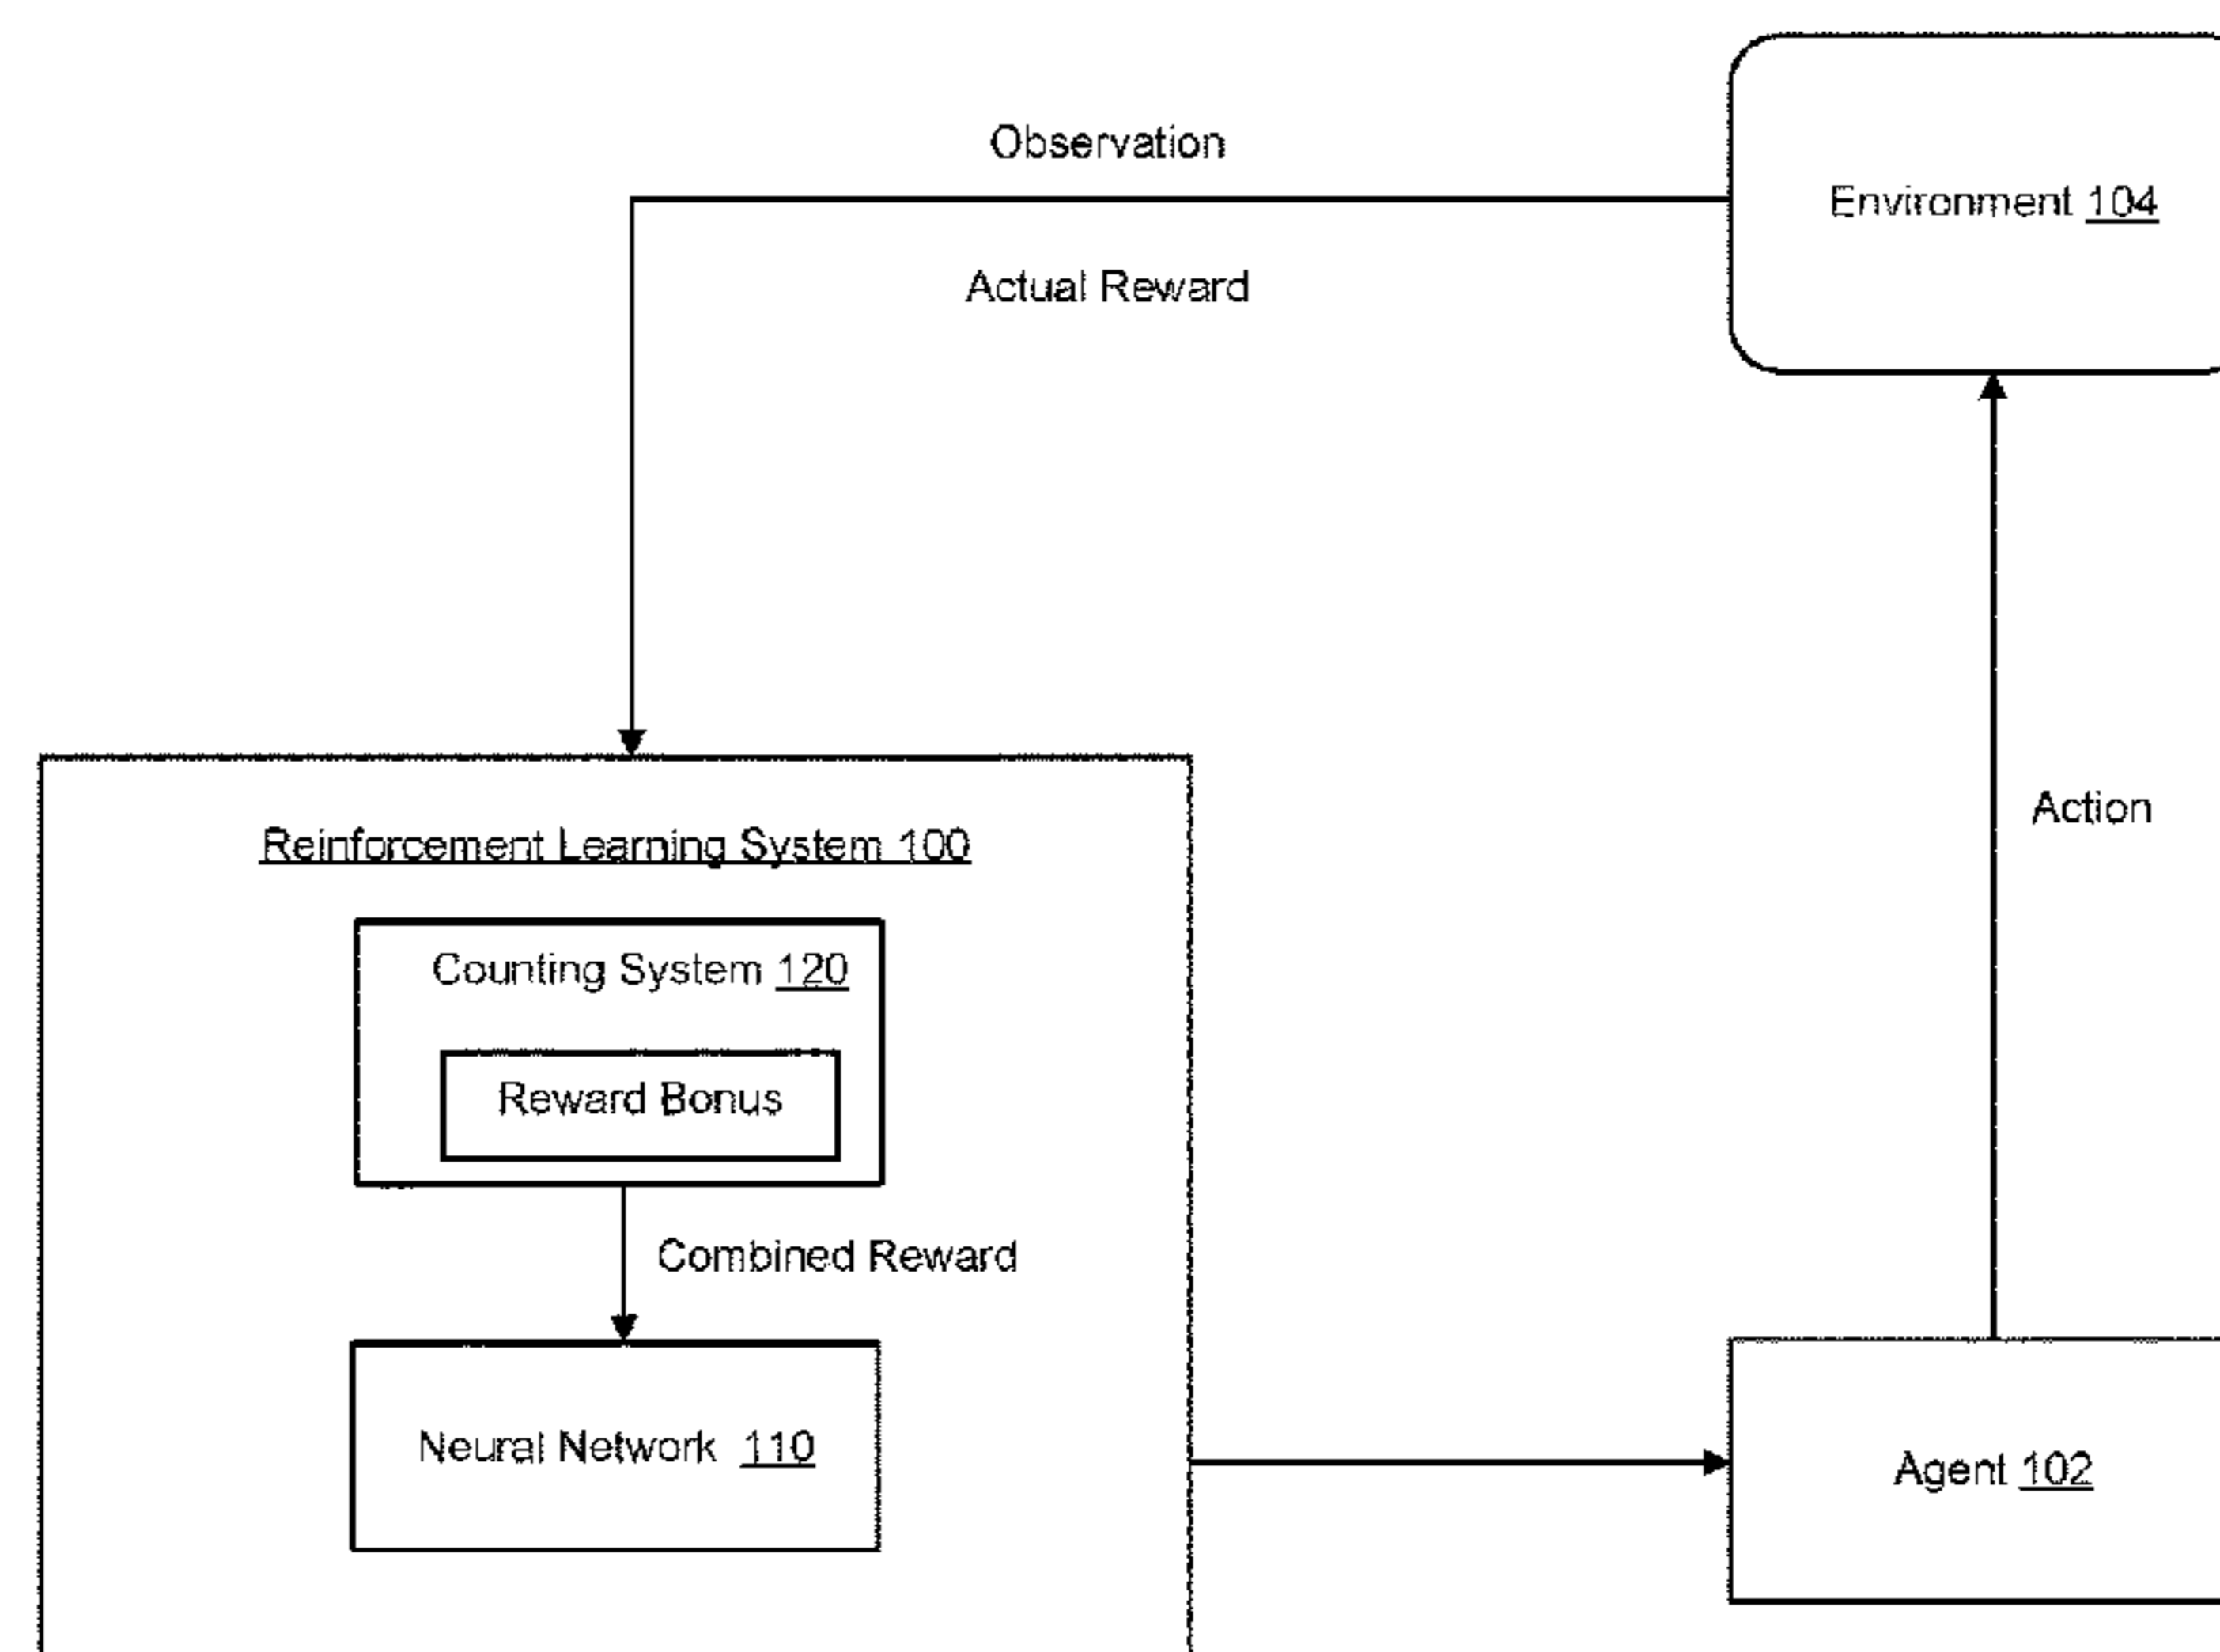 Observation
Environment 104
Actual Reward
Action
Reinforcement Learning System 100
Counting System 120
Reward Bonus
Combined Reward
Neural Network 110
Agent 102